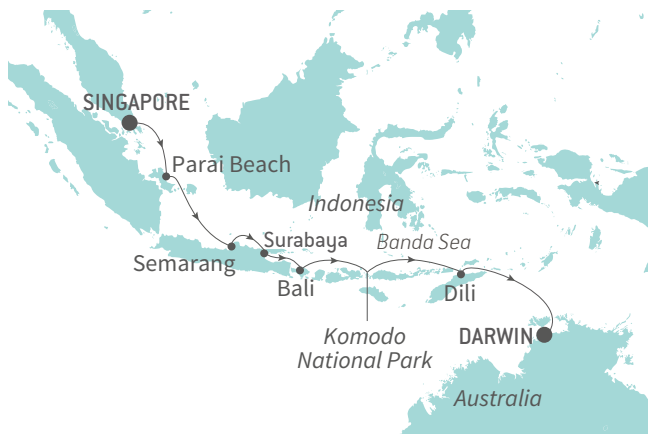 SINGAPORE
Parai Beach
Indonesia
Surabaya
Banda Sea
Semarang
Bali
Dili
Komodo
National Park
DARWIN
Australia